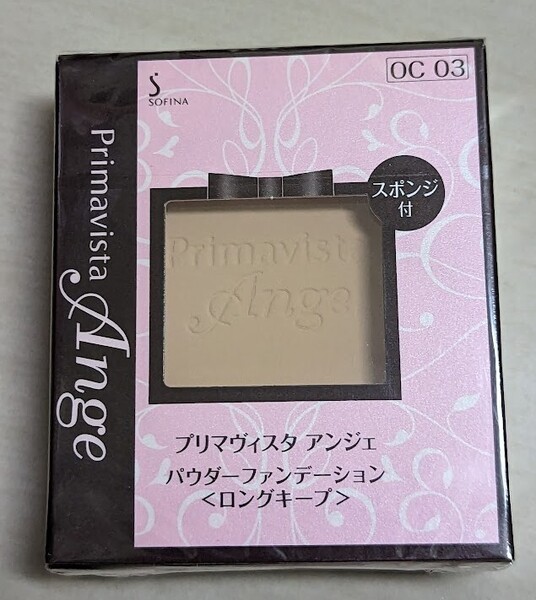 OC 03
SOFINA
Primavista
Ange
スポンジ
付
Primavista
Ange
プリマヴィスタ アンジェ
パウダーファンデーション
<ロングキープ>